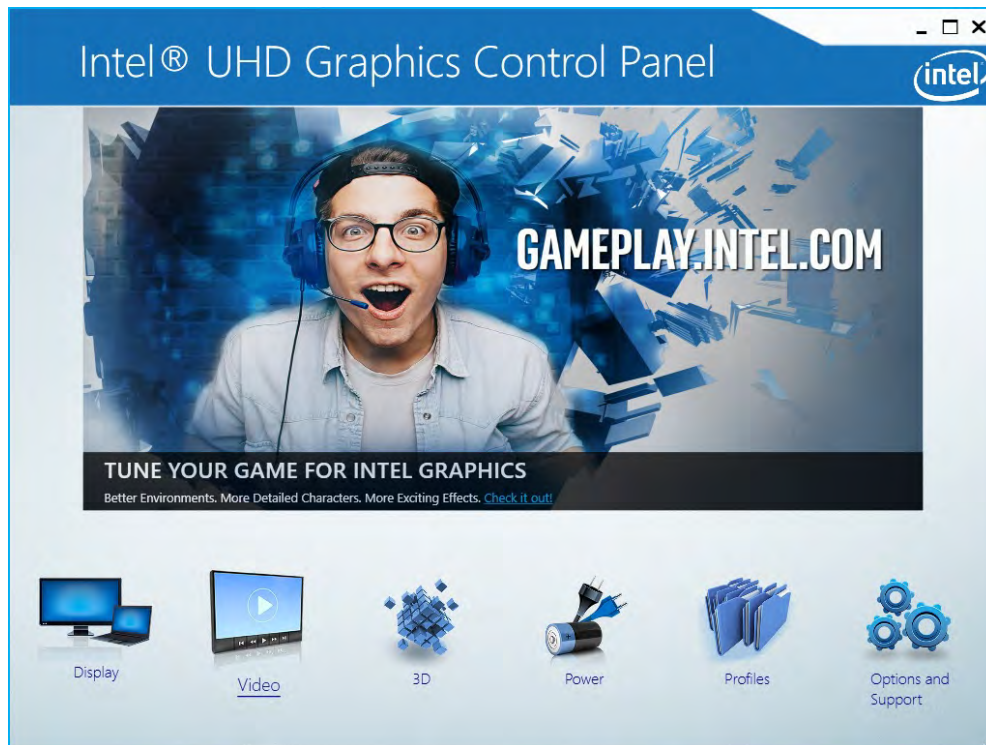 Intel® UHD Graphics Control Panel
intel
GAMEPLAY.INTEL.COM
TUNE YOUR GAME FOR INTEL GRAPHICS
Better Environments. More Detailed Characters. More Exciting Effects. Check it out!
Display
Video
3D
Power
Profiles
Options and
Support